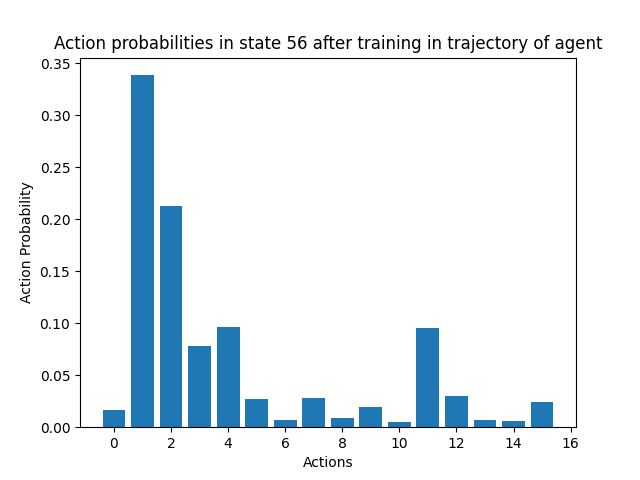 Action probabilities in state 56 after training in trajectory of agent
0.35
0.30
0.25
0.20
0.15
0.10
0.05
0.00
Action Probability
0 2 4 6 8 10 12 14 16
Actions